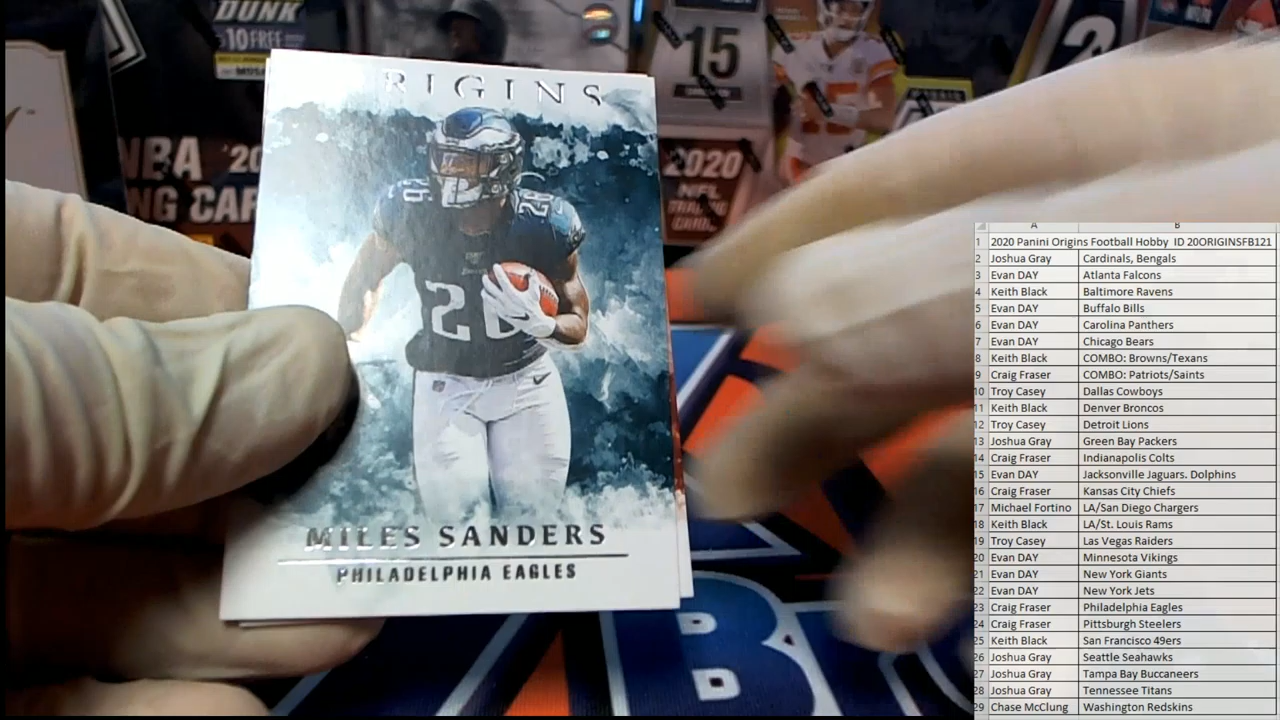 DUNK
10 FREE
15
2
NBA '20
NG CAR
2020
NFL
RIGINS
26
26
MILES SANDERS
PHILADELPHIA EAGLES
AB
A B
1 2020 Panini Origins Football Hobby ID 20ORIGINSFB121
2 Joshua Gray Cardinals, Bengals
3 Evan DAY Atlanta Falcons
4 Keith Black Baltimore Ravens
5 Evan DAY Buffalo Bills
6 Evan DAY Carolina Panthers
7 Evan DAY Chicago Bears
8 Keith Black COMBO: Browns/Texans
9 Craig Fraser COMBO: Patriots/Saints
10 Troy Casey Dallas Cowboys
11 Keith Black Denver Broncos
12 Troy Casey Detroit Lions
13 Joshua Gray Green Bay Packers
14 Craig Fraser Indianapolis Colts
15 Evan DAY Jacksonville Jaguars. Dolphins
16 Craig Fraser Kansas City Chiefs
17 Michael Fortino LA/San Diego Chargers
18 Keith Black LA/St. Louis Rams
19 Troy Casey Las Vegas Raiders
20 Evan DAY Minnesota Vikings
21 Evan DAY New York Giants
22 Evan DAY New York Jets
23 Craig Fraser Philadelphia Eagles
24 Craig Fraser Pittsburgh Steelers
25 Keith Black San Francisco 49ers
26 Joshua Gray Seattle Seahawks
27 Joshua Gray Tampa Bay Buccaneers
28 Joshua Gray Tennessee Titans
29 Chase McClung Washington Redskins